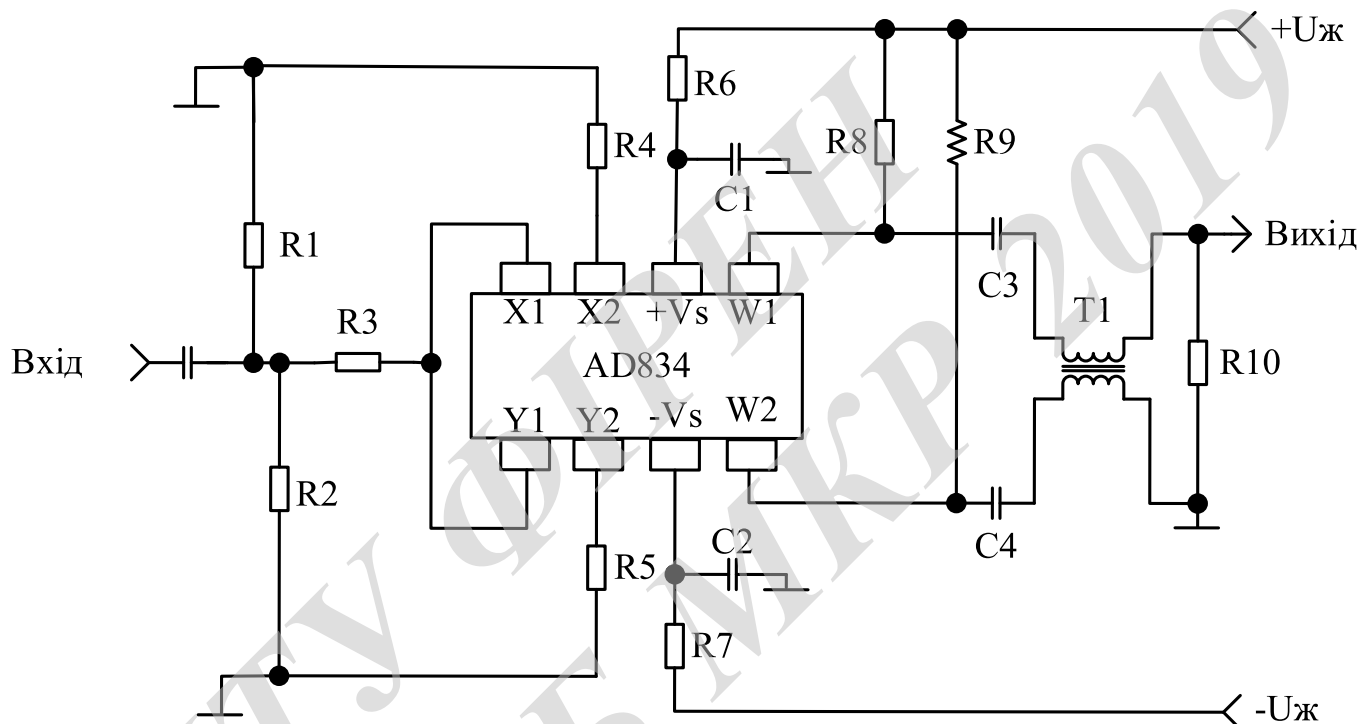 +Uж
R6
R4
R8
R9
C1
R1
Вихід
C3
X1 X2 +Vs W1
T1
R3
Вхід
AD834
R10
Y1 Y2 -Vs W2
R2
C2
C4
R5
R7
-Uж
ТУ ФІРЕН
МКР 2019